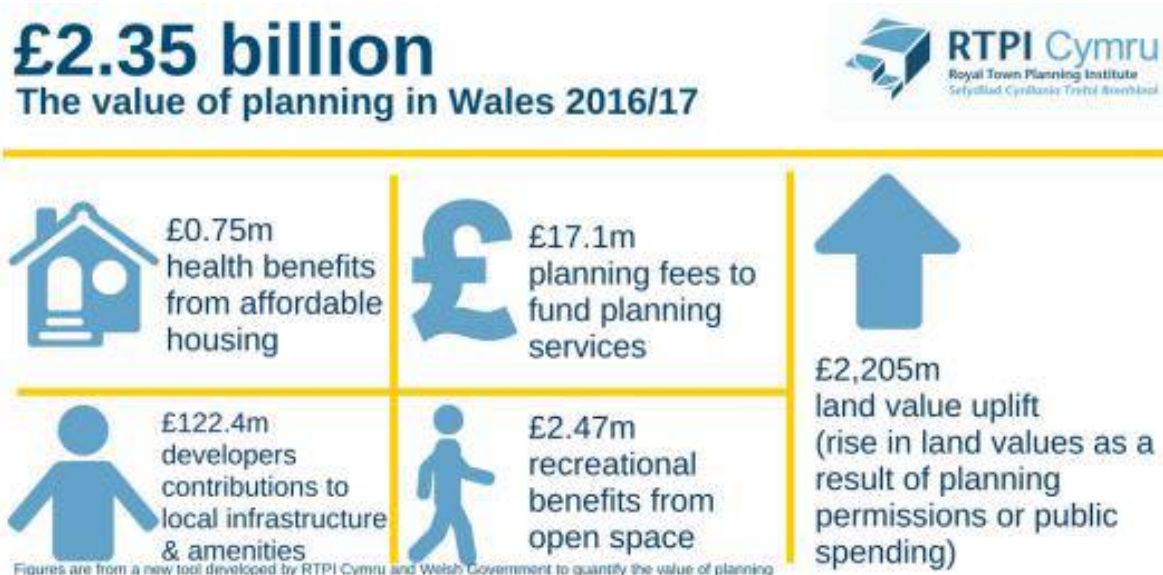 £2.35 billion
The value of planning in Wales 2016/17
RTPI Cymru
Royal Town Planning Institute
Sefydliad Cynllunio Trefol Brenhinol
£0.75m
health benefits
from affordable
housing
£17.1m
planning fees to
fund planning
services
£122.4m
developers
contributions to
local infrastructure
& amenities
£2.47m
recreational
benefits from
open space
£2,205m
land value uplift
(rise in land values as a
result of planning
permissions or public
spending)
Figures are from a new tool developed by RTPI Cymru and Welsh Government to quantify the value of planning